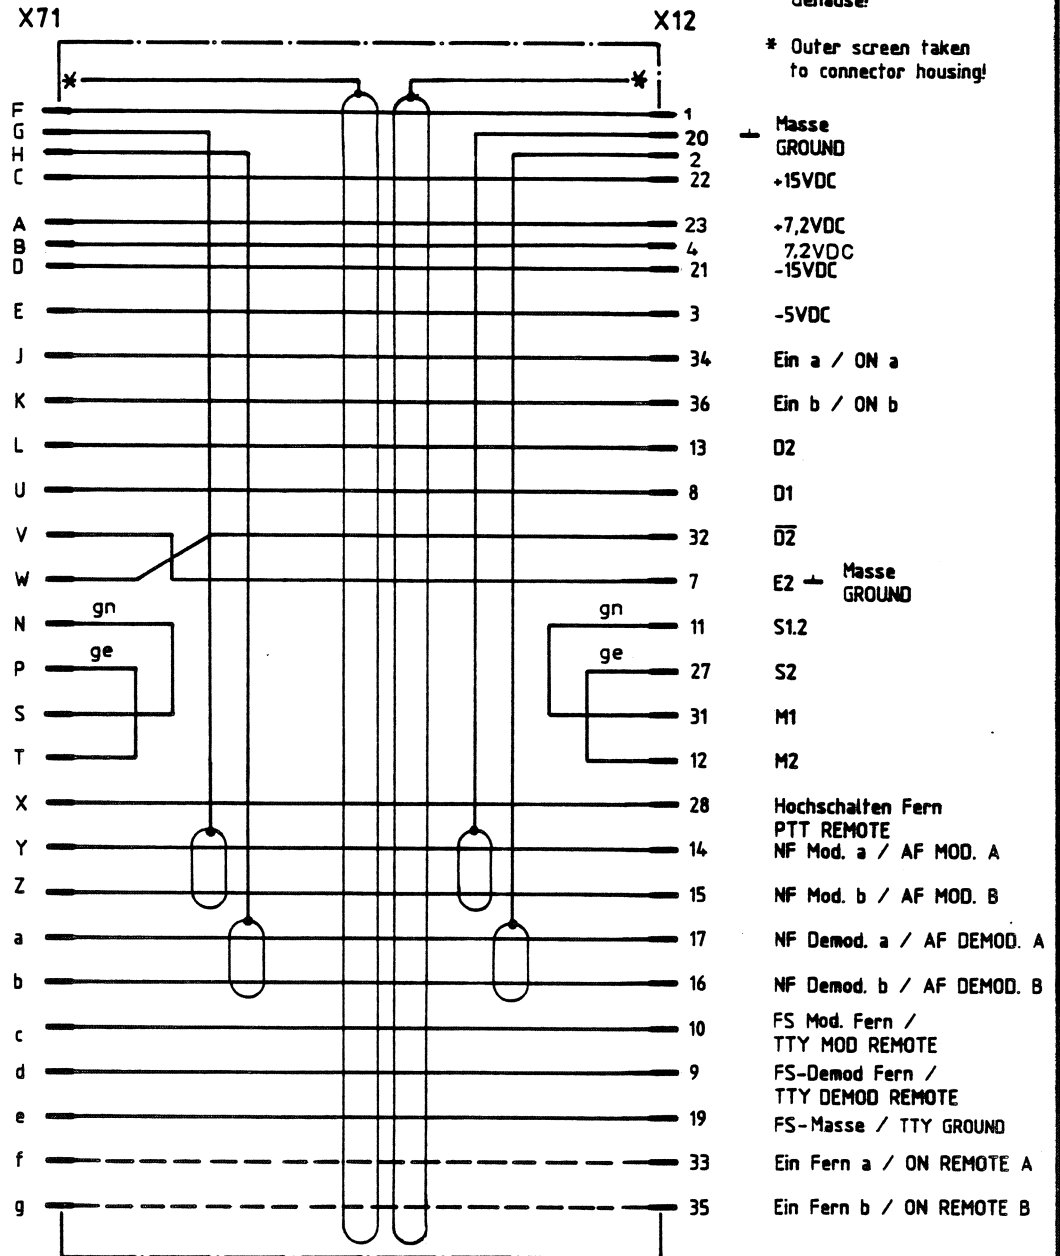 X71
X12
Gehäuse!
* Outer screen taken
to connector housing!
* *
F 1
G 20 Masse
GROUND
H 2
C 22 +15VDC
A 23 +7,2VDC
B 4 7.2VDC
D 21 -15VDC
E 3 -5VDC
J 34 Ein a / ON a
K 36 Ein b / ON b
L 13 D2
U 8 D1
V 32 D̅2̅
W 7 E2 Masse
GROUND
N gn gn 11 S1.2
P ge ge 27 S2
S 31 M1
T 12 M2
X 28 Hochschalten Fern
PTT REMOTE
Y 14 NF Mod. a / AF MOD. A
Z 15 NF Mod. b / AF MOD. B
a 17 NF Demod. a / AF DEMOD. A
b 16 NF Demod. b / AF DEMOD. B
c 10 FS Mod. Fern /
TTY MOD REMOTE
d 9 FS-Demod Fern /
TTY DEMOD REMOTE
e 19 FS-Masse / TTY GROUND
f 33 Ein Fern a / ON REMOTE A
g 35 Ein Fern b / ON REMOTE B